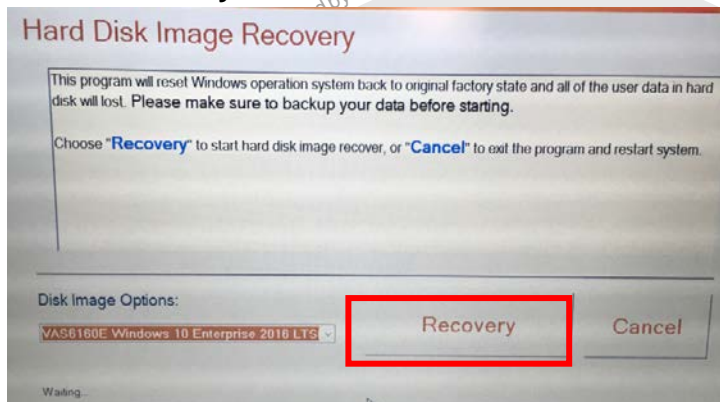 Hard Disk Image Recovery
This program will reset Windows operation system back to original factory state and all of the user data in hard
disk will lost. Please make sure to backup your data before starting.
Choose "Recovery" to start hard disk image recover, or "Cancel" to exit the program and restart system.
Disk Image Options:
VAS6160E Windows 10 Enterprise 2016 LTS
Recovery
Cancel
Waiting...